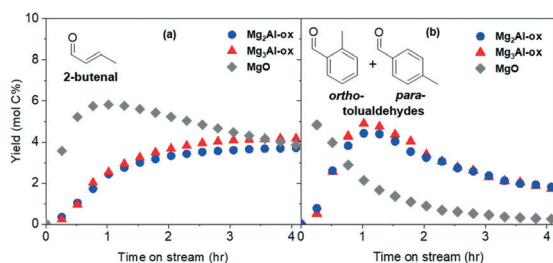 Yield (mol C%)
10
8
6
4
2
0
(a)
2-butenal
Mg₂Al-ox
Mg₃Al-ox
MgO
0 1 2 3 4
Time on stream (hr)
(b)
Mg₂Al-ox
Mg₃Al-ox
MgO
ortho- + para-
tolualdehydes
0 1 2 3 4
Time on stream (hr)